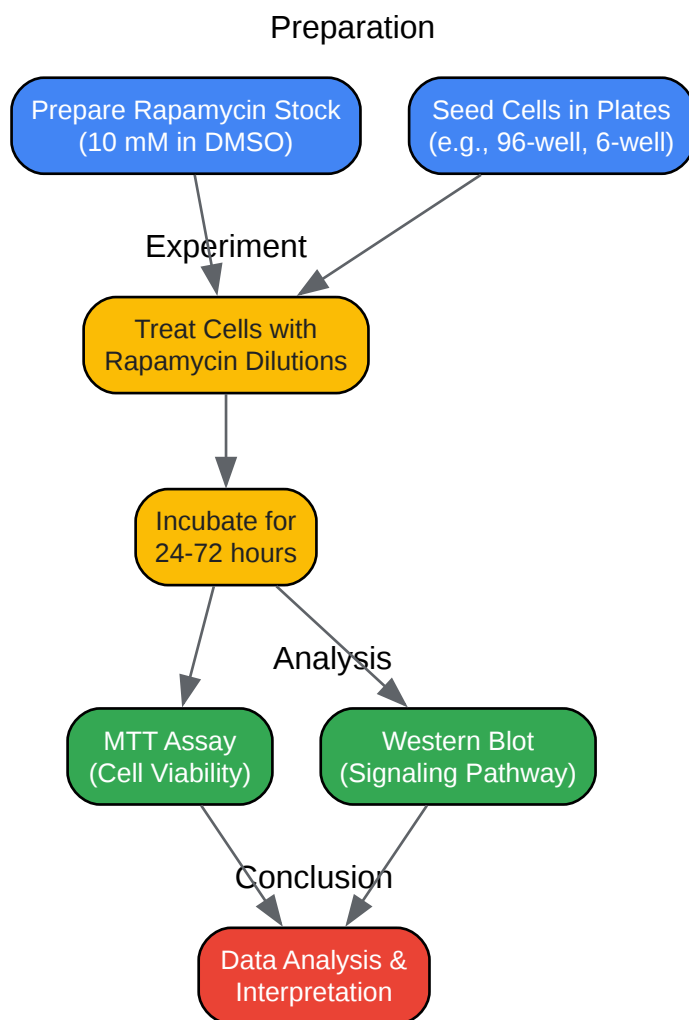 Preparation
Prepare Rapamycin Stock
(10 mM in DMSO)
Seed Cells in Plates
(e.g., 96-well, 6-well)
Experiment
Treat Cells with
Rapamycin Dilutions
Incubate for
24-72 hours
Analysis
MTT Assay
(Cell Viability)
Western Blot
(Signaling Pathway)
Conclusion
Data Analysis &
Interpretation